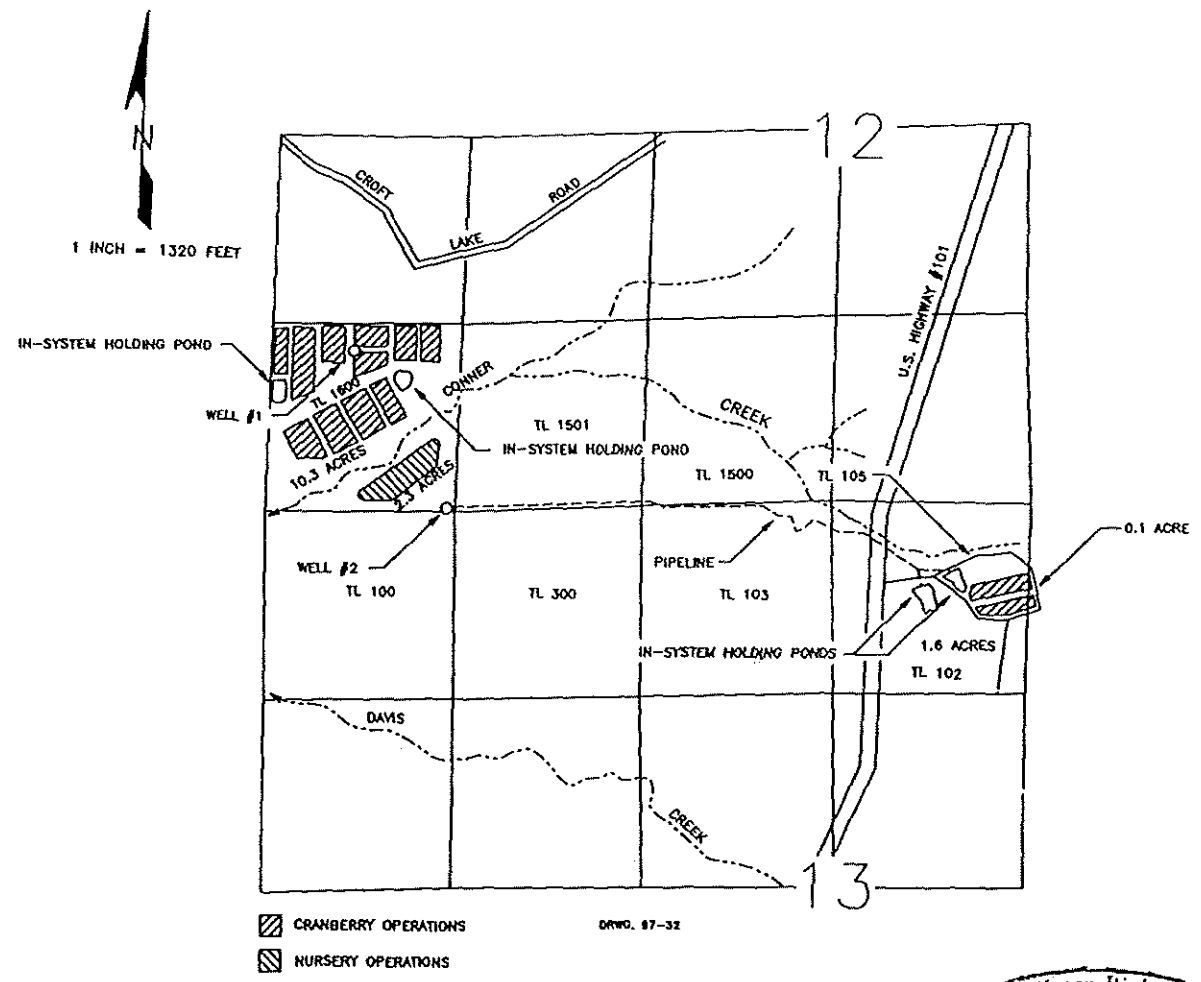 12
N
1 INCH = 1320 FEET
CROFT
LAKE
ROAD
U.S. HIGHWAY #101
IN-SYSTEM HOLDING POND
WELL #1
TL 1600
CONNER
CREEK
TL 1501
IN-SYSTEM HOLDING POND
10.3 ACRES
2.3 ACRES
TL 1500
TL 105
0.1 ACRE
WELL #2
PIPELINE
TL 100
TL 300
TL 103
IN-SYSTEM HOLDING PONDS
1.6 ACRES
TL 102
DAVIS
CREEK
13
CRANBERRY OPERATIONS
DRWG. 97-32
NURSERY OPERATIONS